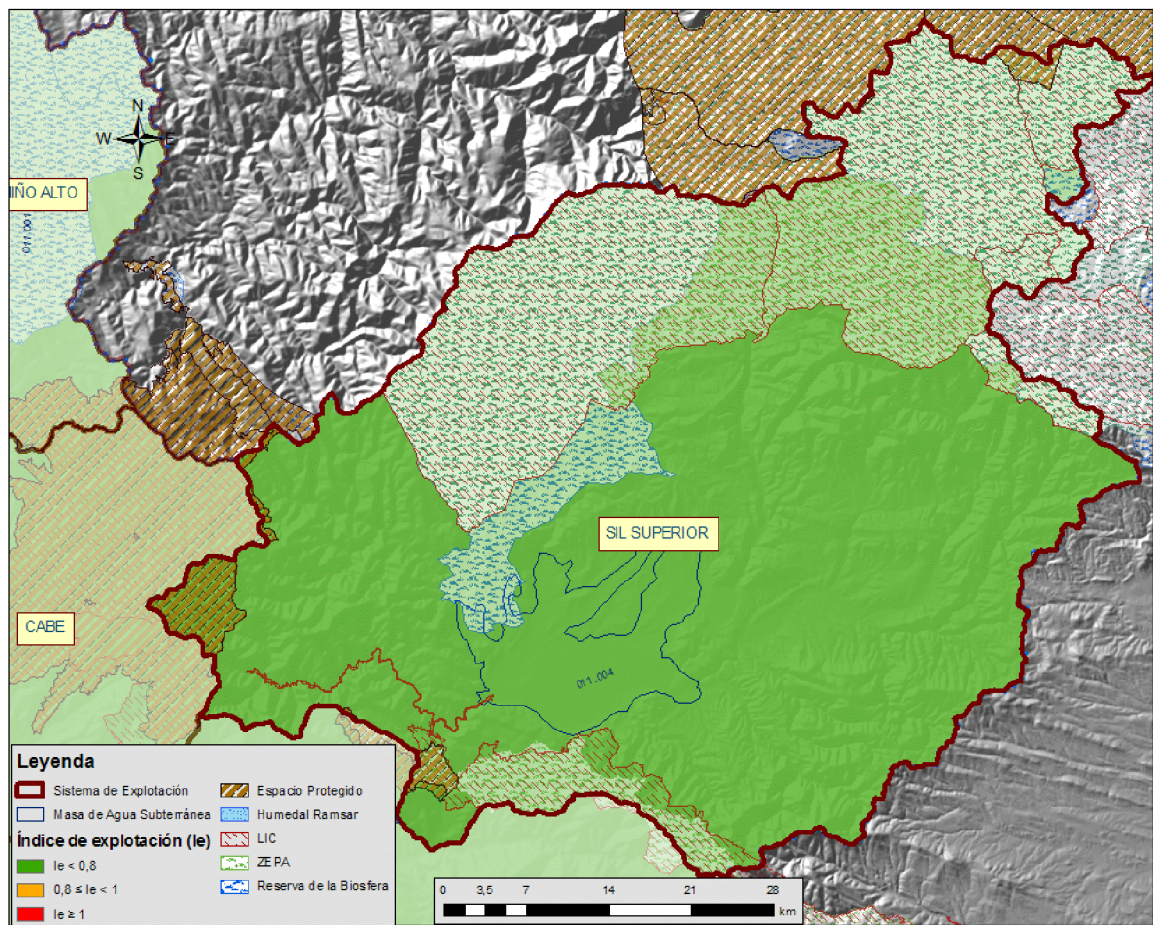 N
W E
S
IÑO ALTO
011.001
SIL SUPERIOR
CABE
011.004
Leyenda
Sistema de Explotación
Masa de Agua Subterránea
Índice de explotación (Ie)
Ie < 0,8
0,8 ≤ Ie < 1
Ie ≥ 1
Espacio Protegido
Humedal Ramsar
LIC
ZEPA
Reserva de la Biosfera
0 3,5 7 14 21 28
km